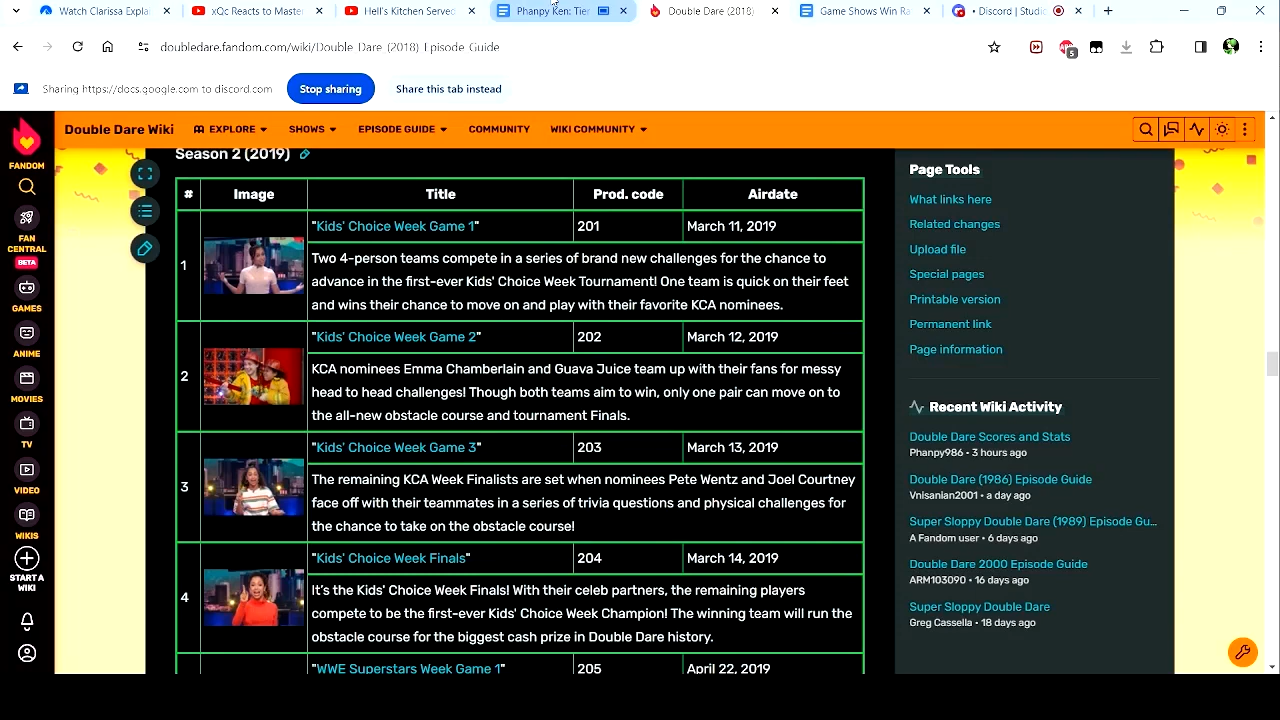 Watch Clarissa Explai
xQc Reacts to Master
Hell's Kitchen Served
Phanpy Ken: Tier
Double Dare (2018)
Game Shows Win Ra
• Discord | Studi
doubledare.fandom.com/wiki/Double_Dare_(2018)_Episode_Guide
5
Sharing https://docs.google.com to discord.com
Stop sharing
Share this tab instead
Double Dare Wiki
EXPLORE
SHOWS
EPISODE GUIDE
COMMUNITY
WIKI COMMUNITY
FANDOM
FAN CENTRAL
BETA
GAMES
ANIME
MOVIES
TV
VIDEO
WIKIS
START A WIKI
Season 2 (2019)
# Image Title Prod. code Airdate
1
"Kids' Choice Week Game 1" 201 March 11, 2019
Two 4-person teams compete in a series of brand new challenges for the chance to
advance in the first-ever Kids' Choice Week Tournament! One team is quick on their feet
and wins their chance to move on and play with their favorite KCA nominees.
2
"Kids' Choice Week Game 2" 202 March 12, 2019
KCA nominees Emma Chamberlain and Guava Juice team up with their fans for messy
head to head challenges! Though both teams aim to win, only one pair can move on to
the all-new obstacle course and tournament Finals.
3
"Kids' Choice Week Game 3" 203 March 13, 2019
The remaining KCA Week Finalists are set when nominees Pete Wentz and Joel Courtney
face off with their teammates in a series of trivia questions and physical challenges for
the chance to take on the obstacle course!
4
"Kids' Choice Week Finals" 204 March 14, 2019
It's the Kids' Choice Week Finals! With their celeb partners, the remaining players
compete to be the first-ever Kids' Choice Week Champion! The winning team will run the
obstacle course for the biggest cash prize in Double Dare history.
"WWE Superstars Week Game 1" 205 April 22, 2019
Page Tools
What links here
Related changes
Upload file
Special pages
Printable version
Permanent link
Page information
Recent Wiki Activity
Double Dare Scores and Stats
Phanpy986 • 3 hours ago
Double Dare (1986) Episode Guide
Vnisanian2001 • a day ago
Super Sloppy Double Dare (1989) Episode Gu...
A Fandom user • 6 days ago
Double Dare 2000 Episode Guide
ARM103090 • 16 days ago
Super Sloppy Double Dare
Greg Cassella • 18 days ago